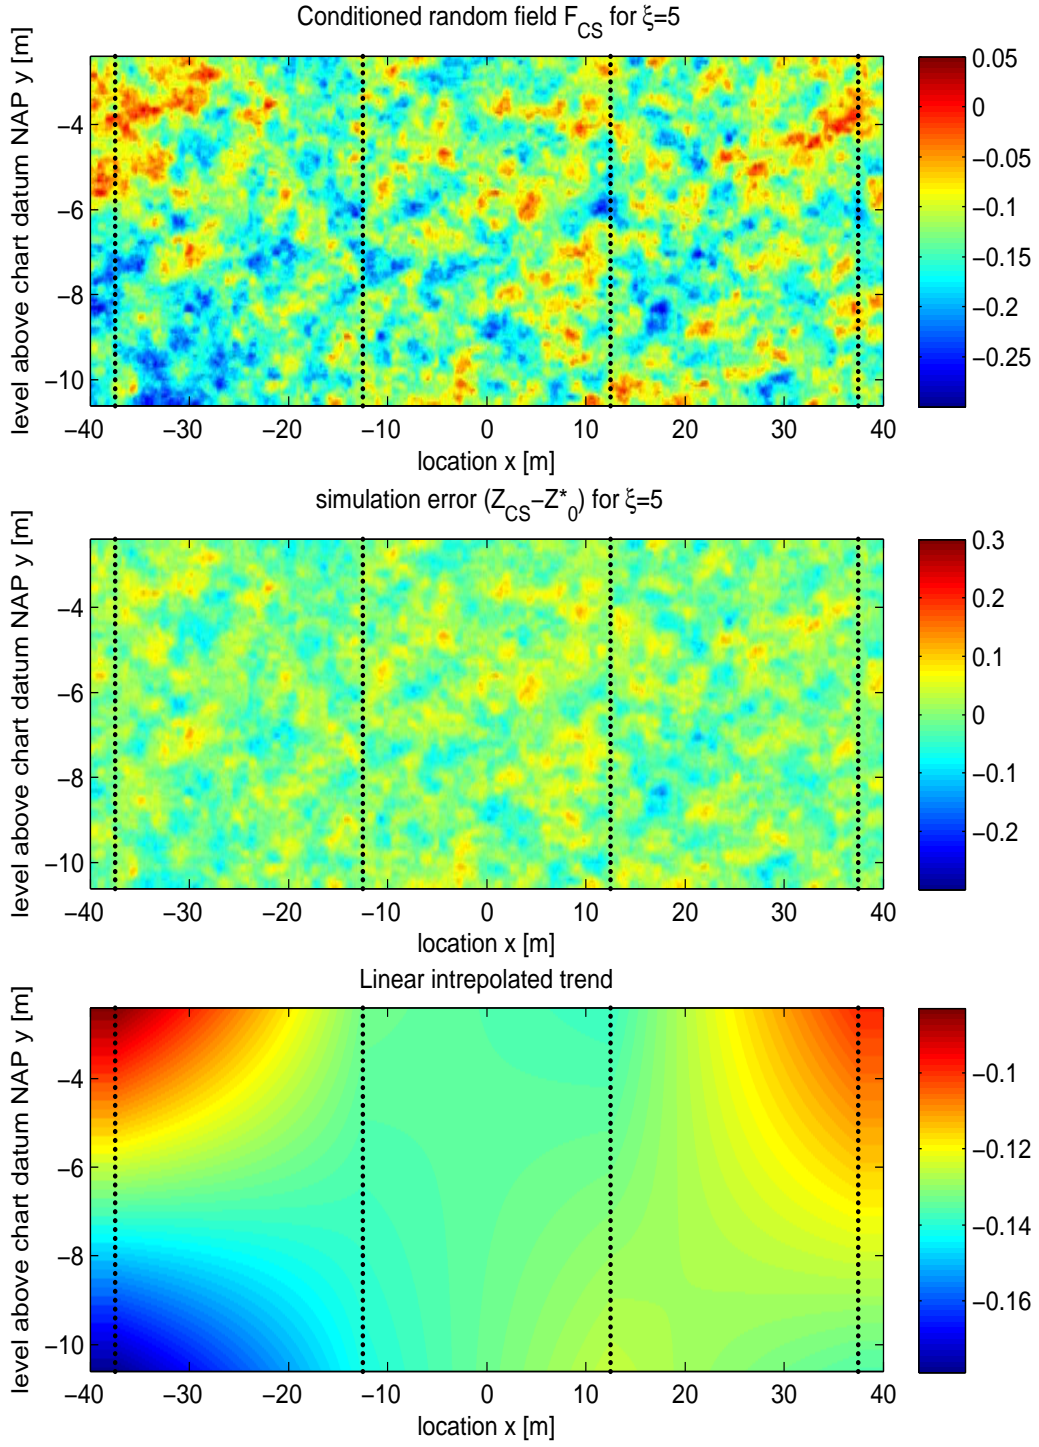 Conditioned random field F_CS for ξ=5
level above chart datum NAP y [m]
−4
−6
−8
−10
−40 −30 −20 −10 0 10 20 30 40
location x [m]
0.05
0
−0.05
−0.1
−0.15
−0.2
−0.25
simulation error (Z_CS−Z*_0) for ξ=5
level above chart datum NAP y [m]
−4
−6
−8
−10
−40 −30 −20 −10 0 10 20 30 40
location x [m]
0.3
0.2
0.1
0
−0.1
−0.2
Linear intrepolated trend
level above chart datum NAP y [m]
−4
−6
−8
−10
−40 −30 −20 −10 0 10 20 30 40
location x [m]
−0.1
−0.12
−0.14
−0.16